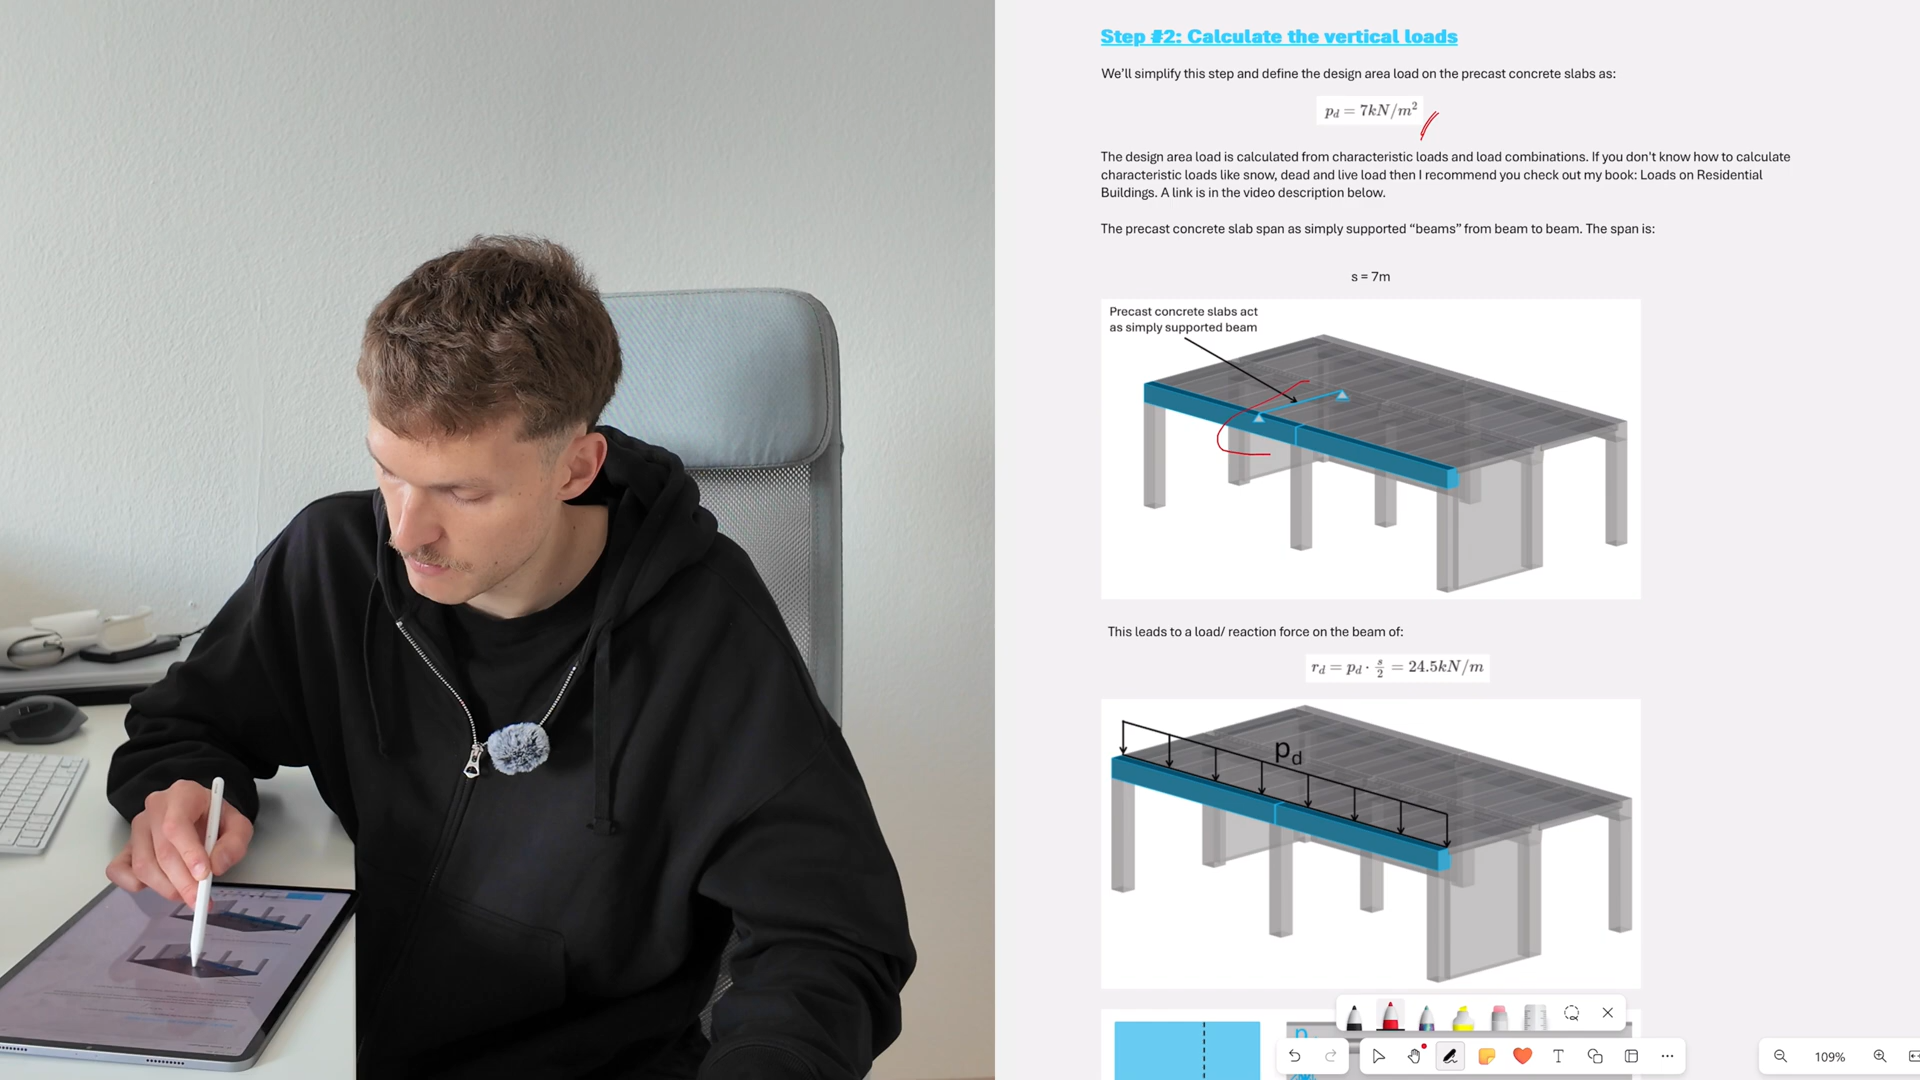 Step #2: Calculate the vertical loads
We'll simplify this step and define the design area load on the precast concrete slabs as:
p_d = 7kN/m²
The design area load is calculated from characteristic loads and load combinations. If you don't know how to calculate
characteristic loads like snow, dead and live load then I recommend you check out my book: Loads on Residential
Buildings. A link is in the video description below.
The precast concrete slab span as simply supported “beams” from beam to beam. The span is:
s = 7m
Precast concrete slabs act
as simply supported beam
This leads to a load/ reaction force on the beam of:
r_d = p_d · s/2 = 24.5kN/m
p_d
109%